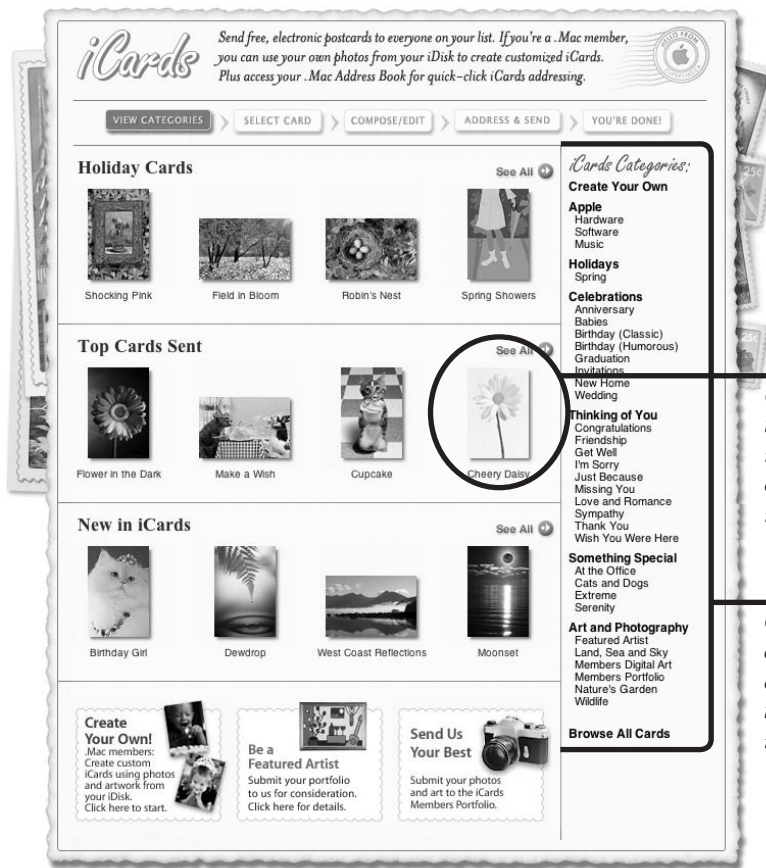 iCards
Send free, electronic postcards to everyone on your list. If you're a .Mac member,
you can use your own photos from your iDisk to create customized iCards.
Plus access your .Mac Address Book for quick-click iCards addressing.
HELLO FROM
VIEW CATEGORIES
SELECT CARD
COMPOSE/EDIT
ADDRESS & SEND
YOU'RE DONE!
Holiday Cards
See All
Shocking Pink
Field in Bloom
Robin's Nest
Spring Showers
Top Cards Sent
See All
Flower in the Dark
Make a Wish
Cupcake
Cheery Daisy
New in iCards
See All
Birthday Girl
Dewdrop
West Coast Reflections
Moonset
Create
Your Own!
.Mac members:
Create custom
iCards using photos
and artwork from
your iDisk.
Click here to start.
Be a
Featured Artist
Submit your portfolio
to us for consideration.
Click here for details.
Send Us
Your Best
Submit your photos
and art to the iCards
Members Portfolio.
iCards Categories:
Create Your Own
Apple
Hardware
Software
Music
Holidays
Spring
Celebrations
Anniversary
Babies
Birthday (Classic)
Birthday (Humorous)
Graduation
Invitations
New Home
Wedding
Thinking of You
Congratulations
Friendship
Get Well
I'm Sorry
Just Because
Missing You
Love and Romance
Sympathy
Thank You
Wish You Were Here
Something Special
At the Office
Cats and Dogs
Extreme
Serenity
Art and Photography
Featured Artist
Land, Sea and Sky
Members Digital Art
Members Portfolio
Nature's Garden
Wildlife
Browse All Cards
25¢
25¢